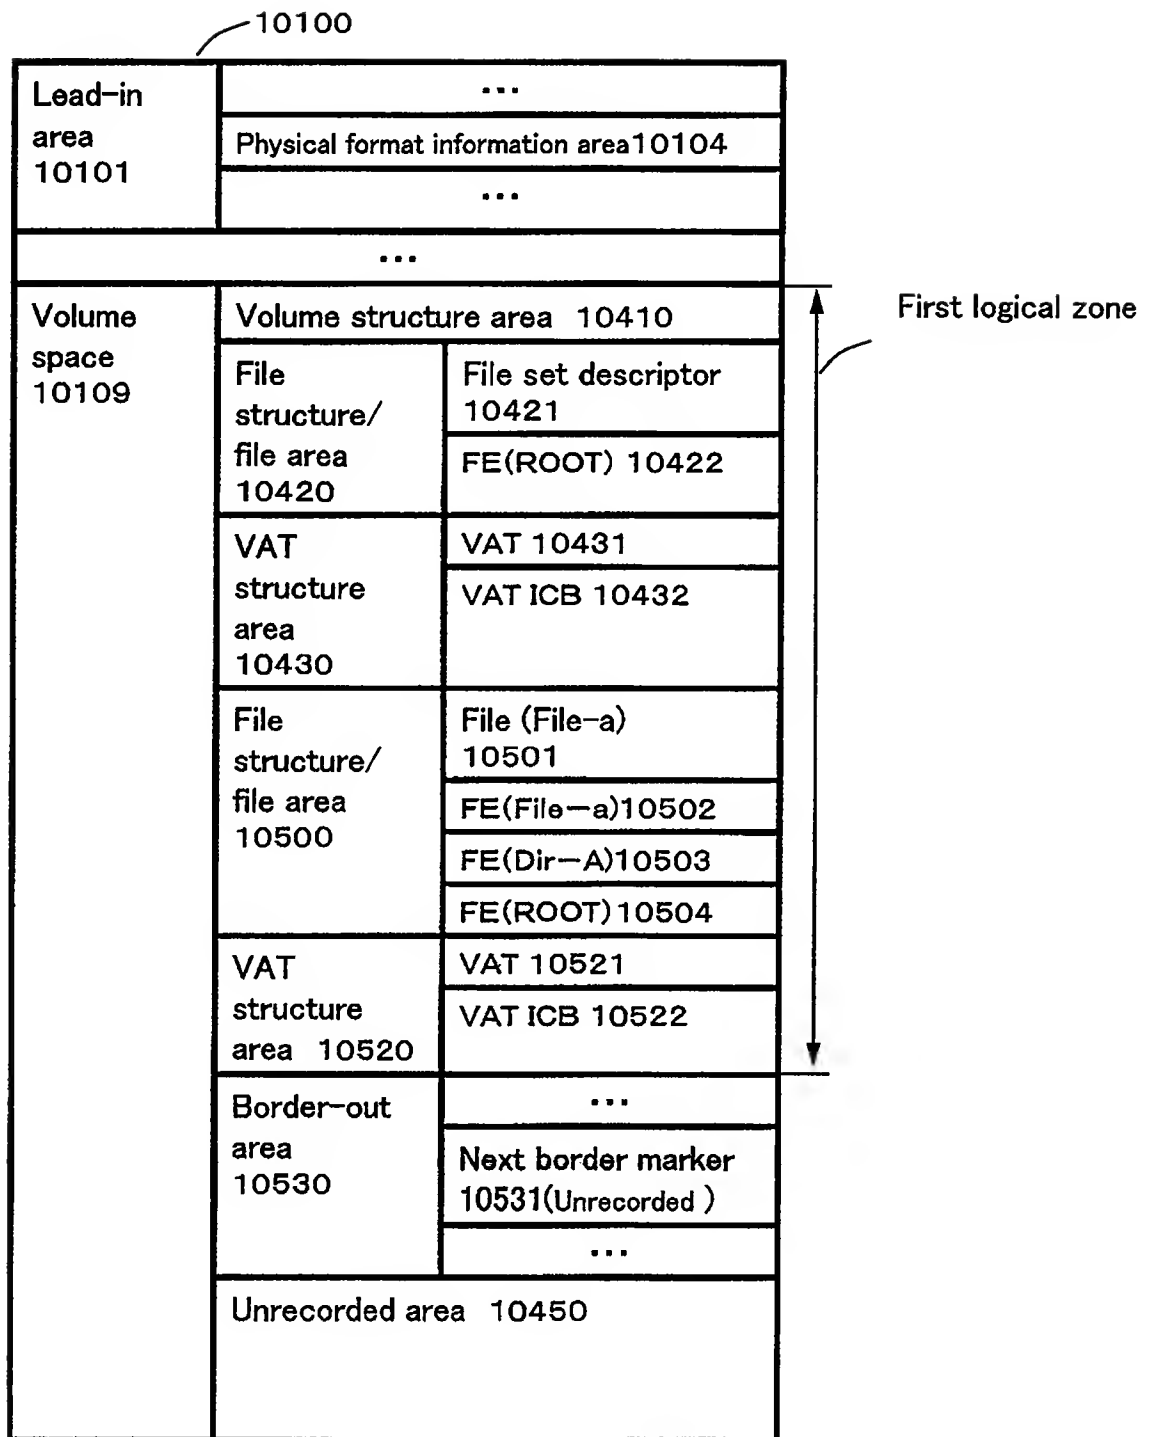 10100
Lead-in
area
10101
...
Physical format information area10104
...
...
Volume
space
10109
Volume structure area 10410
First logical zone
File
structure/
file area
10420
File set descriptor
10421
FE(ROOT) 10422
VAT
structure
area
10430
VAT 10431
VAT ICB 10432
File
structure/
file area
10500
File (File-a)
10501
FE(File-a)10502
FE(Dir-A)10503
FE(ROOT)10504
VAT
structure
area 10520
VAT 10521
VAT ICB 10522
Border-out
area
10530
...
Next border marker
10531(Unrecorded )
...
Unrecorded area 10450